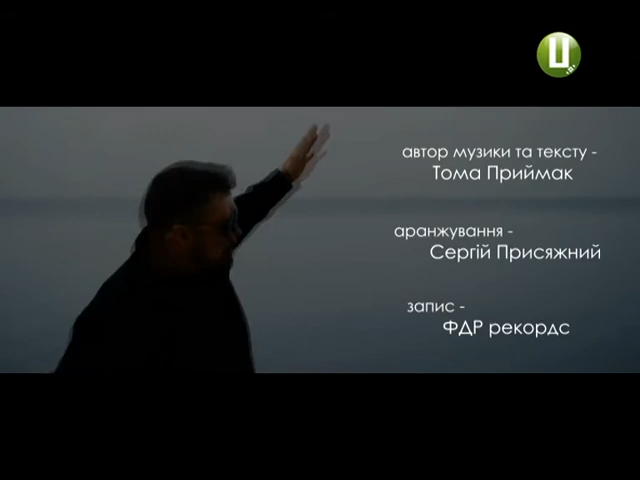 Ц
автор музики та тексту -
Тома Приймак
аранжування -
Сергій Присяжний
запис -
ФДР рекордс